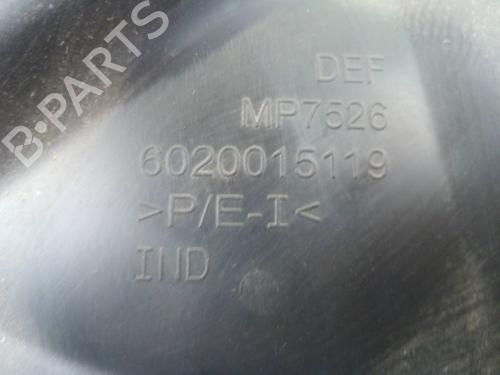 B·PARTS
DEF
MP7526
6020015119
>P/E-I<
IND